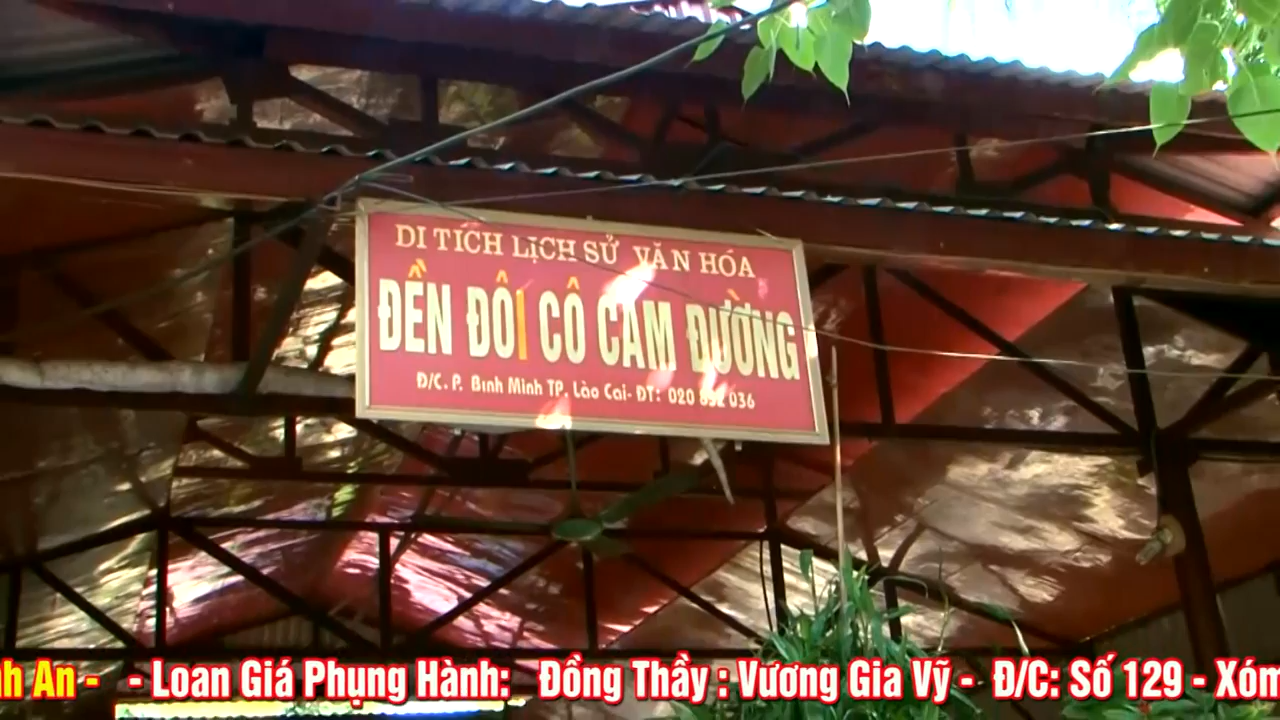 DI TÍCH LỊCH SỬ VĂN HÓA
ĐỀN ĐÔI CÔ CAM ĐƯỜNG
Đ/C. P. Bình Minh TP. Lào Cai- ĐT: 020 852 036
An - - Loan Giá Phụng Hành: Đồng Thầy : Vương Gia Vỹ - Đ/C: Số 129 - Xóm